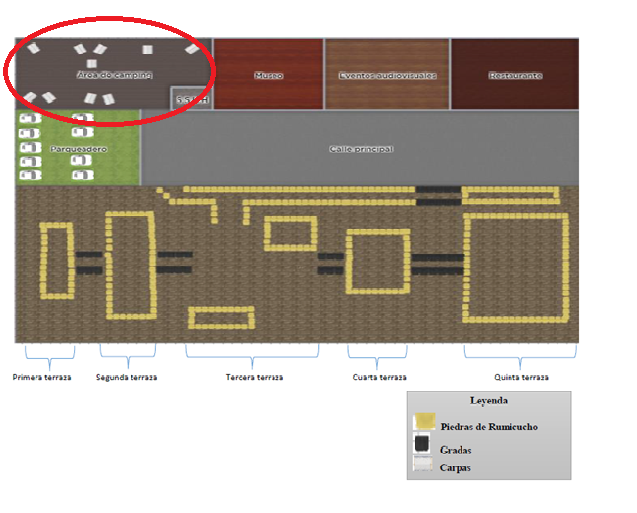 Área de camping
Museo
Eventos audiovisuales
Restaurante
S.S.H.H
Parqueadero
Calle principal
Primera terraza
Segunda terraza
Tercera terraza
Cuarta terraza
Quinta terraza
Leyenda
Piedras de Rumicucho
Gradas
Carpas